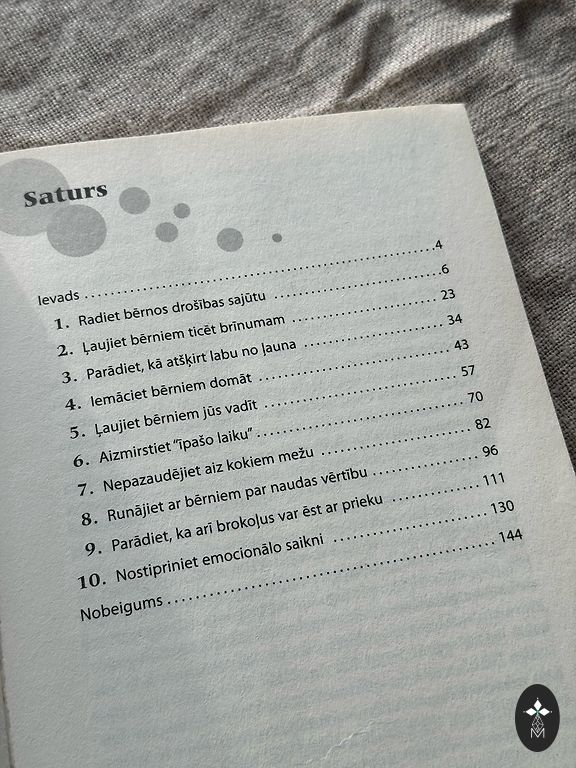 Saturs
Ievads 4
1. Radiet bērnos drošības sajūtu 6
2. Ļaujiet bērniem ticēt brīnumam 23
3. Parādiet, kā atšķirt labu no ļauna 34
4. Iemāciet bērniem domāt 43
5. Ļaujiet bērniem jūs vadīt 57
6. Aizmirstiet "īpašo laiku" 70
7. Nepazaudējiet aiz kokiem mežu 82
8. Runājiet ar bērniem par naudas vērtību 96
9. Parādiet, ka arī brokoļus var ēst ar prieku 111
10. Nostipriniet emocionālo saikni 130
Nobeigums 144
M